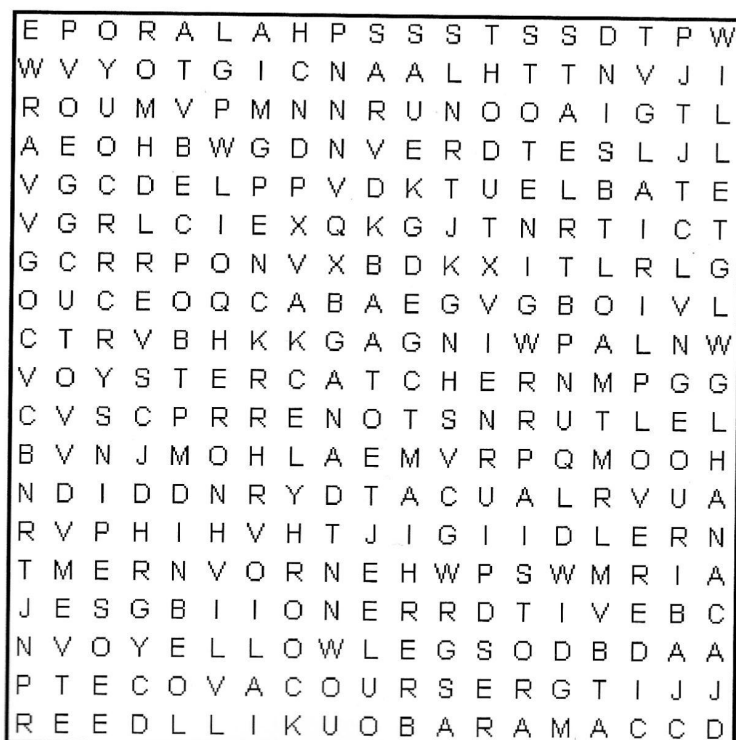 E P O R A L A H P S S S T S S D T P W
W V Y O T G I C N A A L H T T N V J I
R O U M V P M N N R U N O O A I G T L
A E O H B W G D N V E R D T E S L J L
V G C D E L P P V D K T U E L B A T E
V G R L C I E X Q K G J T N R T I C T
G C R R P O N V X B D K X I T L R L G
O U C E O Q C A B A E G V G B O I V L
C T R V B H K K G A G N I W P A L N W
V O Y S T E R C A T C H E R N M P G G
C V S C P R R E N O T S N R U T L E L
B V N J M O H L A E M V R P Q M O O H
N D I D D N R Y D T A C U A L R V U A
R V P H I H V H T J I G I I D L E R N
T M E R N V O R N E H W P S W M R I A
J E S G B I I O N E R R D T I V E B C
N V O Y E L L O W L E G S O D B D A A
P T E C O V A C O U R S E R G T I J J
R E E D L L I K U O B A R A M A C C D